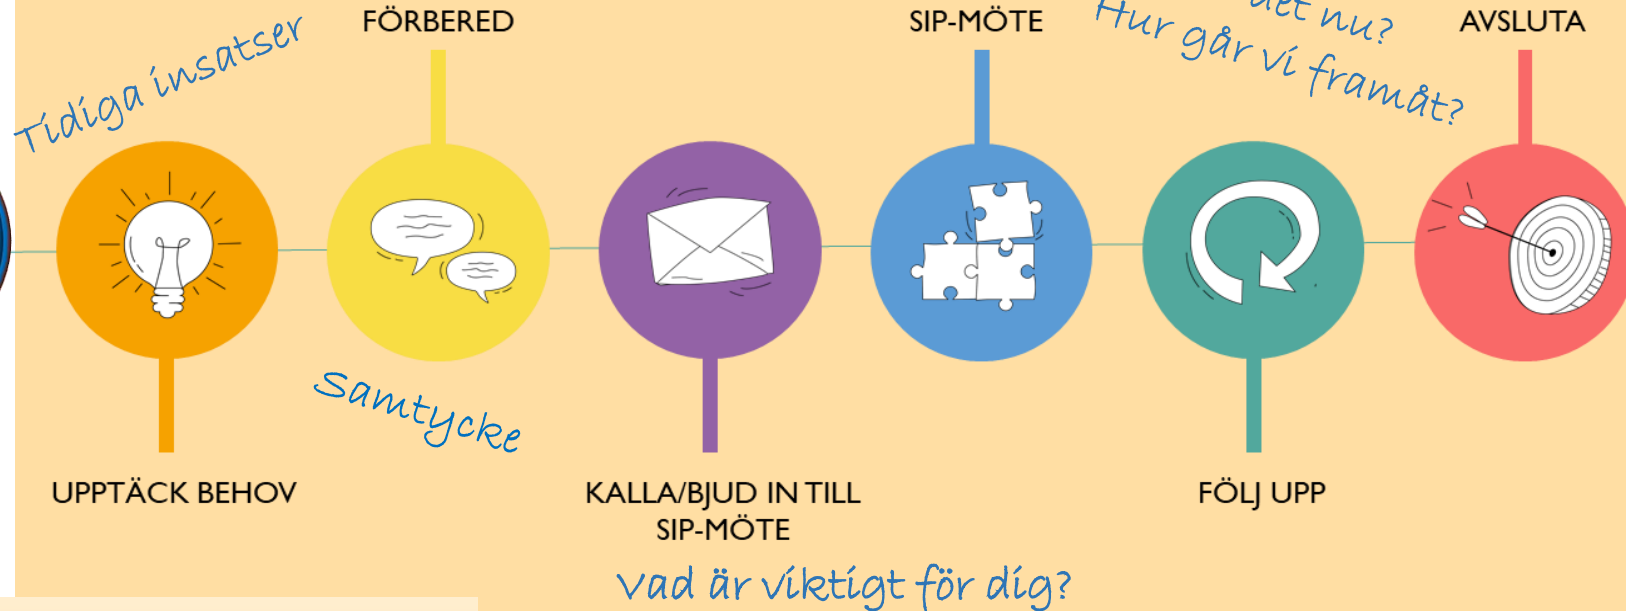 FÖRBERED
SIP-MÖTE
det nu?
Hur går vi framåt?
AVSLUTA
Tidiga insatser
Samtycke
UPPTÄCK BEHOV
KALLA/BJUD IN TILL
SIP-MÖTE
FÖLJ UPP
Vad är viktigt för dig?